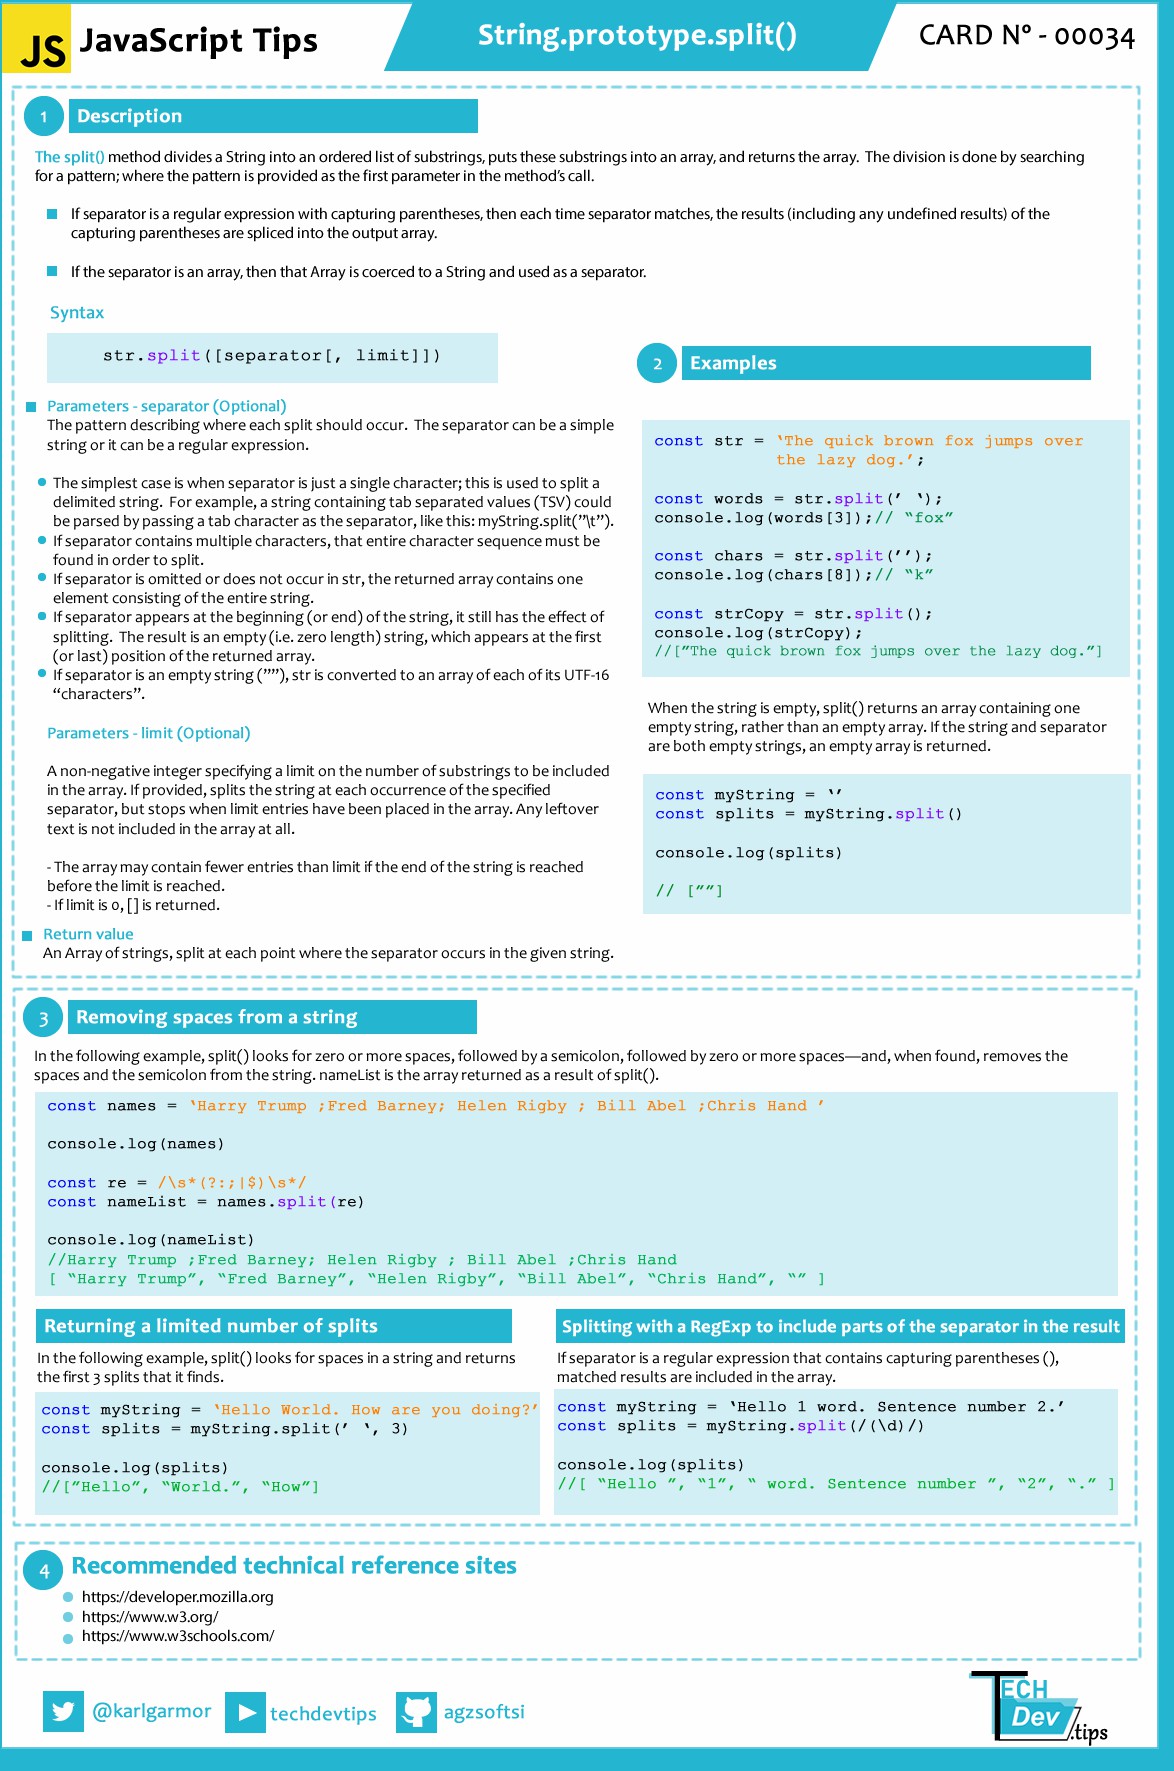 JS JavaScript Tips
String.prototype.split()
CARD Nº - 00034
1 Description
The split() method divides a String into an ordered list of substrings, puts these substrings into an array, and returns the array. The division is done by searching
for a pattern; where the pattern is provided as the first parameter in the method's call.
If separator is a regular expression with capturing parentheses, then each time separator matches, the results (including any undefined results) of the
capturing parentheses are spliced into the output array.
If the separator is an array, then that Array is coerced to a String and used as a separator.
Syntax
str.split([separator[, limit]])
Parameters - separator (Optional)
The pattern describing where each split should occur. The separator can be a simple
string or it can be a regular expression.
The simplest case is when separator is just a single character; this is used to split a
delimited string. For example, a string containing tab separated values (TSV) could
be parsed by passing a tab character as the separator, like this: myString.split(”\t”).
If separator contains multiple characters, that entire character sequence must be
found in order to split.
If separator is omitted or does not occur in str, the returned array contains one
element consisting of the entire string.
If separator appears at the beginning (or end) of the string, it still has the effect of
splitting. The result is an empty (i.e. zero length) string, which appears at the first
(or last) position of the returned array.
If separator is an empty string (””), str is converted to an array of each of its UTF-16
“characters”.
Parameters - limit (Optional)
A non-negative integer specifying a limit on the number of substrings to be included
in the array. If provided, splits the string at each occurrence of the specified
separator, but stops when limit entries have been placed in the array. Any leftover
text is not included in the array at all.
- The array may contain fewer entries than limit if the end of the string is reached
before the limit is reached.
- If limit is 0, [] is returned.
Return value
An Array of strings, split at each point where the separator occurs in the given string.
2 Examples
const str = ‘The quick brown fox jumps over
the lazy dog.’;
const words = str.split(’ ‘);
console.log(words[3]);// “fox”
const chars = str.split(’’);
console.log(chars[8]);// “k”
const strCopy = str.split();
console.log(strCopy);
//[”The quick brown fox jumps over the lazy dog.”]
When the string is empty, split() returns an array containing one
empty string, rather than an empty array. If the string and separator
are both empty strings, an empty array is returned.
const myString = ‘’
const splits = myString.split()
console.log(splits)
// [””]
3 Removing spaces from a string
In the following example, split() looks for zero or more spaces, followed by a semicolon, followed by zero or more spaces—and, when found, removes the
spaces and the semicolon from the string. nameList is the array returned as a result of split().
const names = ‘Harry Trump ;Fred Barney; Helen Rigby ; Bill Abel ;Chris Hand ’
console.log(names)
const re = /\s*(?:;|$)\s*/
const nameList = names.split(re)
console.log(nameList)
//Harry Trump ;Fred Barney; Helen Rigby ; Bill Abel ;Chris Hand
[ “Harry Trump”, “Fred Barney”, “Helen Rigby”, “Bill Abel”, “Chris Hand”, “” ]
Returning a limited number of splits
In the following example, split() looks for spaces in a string and returns
the first 3 splits that it finds.
const myString = ‘Hello World. How are you doing?’
const splits = myString.split(’ ‘, 3)
console.log(splits)
//[”Hello”, “World.”, “How”]
Splitting with a RegExp to include parts of the separator in the result
If separator is a regular expression that contains capturing parentheses (),
matched results are included in the array.
const myString = ‘Hello 1 word. Sentence number 2.’
const splits = myString.split(/(\d)/)
console.log(splits)
//[ “Hello ”, “1”, “ word. Sentence number ”, “2”, “.” ]
4 Recommended technical reference sites
https://developer.mozilla.org
https://www.w3.org/
https://www.w3schools.com/
@karlgarmor
techdevtips
agzsoftsi
TECH
Dev
.tips